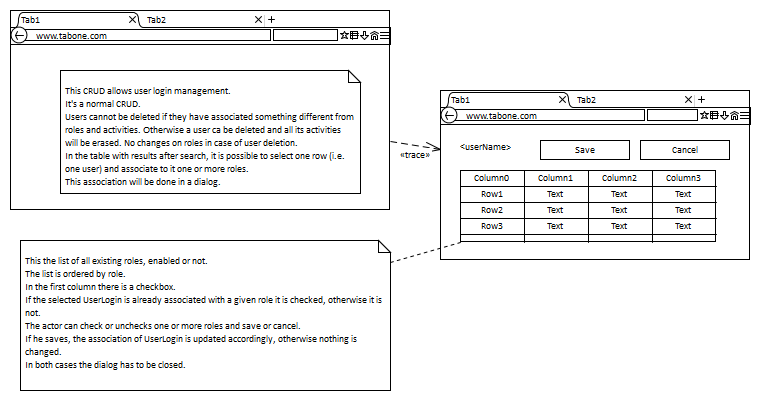 Tab1
Tab2
www.tabone.com
This CRUD allows user login management.
It's a normal CRUD.
Users cannot be deleted if they have associated something different from
roles and activities. Otherwise a user ca be deleted and all its activities
will be erased. No changes on roles in case of user deletion.
In the table with results after search, it is possible to select one row (i.e.
one user) and associate to it one or more roles.
This association will be done in a dialog.
«trace»
Tab1
Tab2
www.tabone.com
<userName>
Save
Cancel
Column0 Column1 Column2 Column3
Row1 Text Text Text
Row2 Text Text Text
Row3 Text Text Text
This the list of all existing roles, enabled or not.
The list is ordered by role.
In the first column there is a checkbox.
If the selected UserLogin is already associated with a given role it is checked, otherwise it is
not.
The actor can check or unchecks one or more roles and save or cancel.
If he saves, the association of UserLogin is updated accordingly, otherwise nothing is
changed.
In both cases the dialog has to be closed.